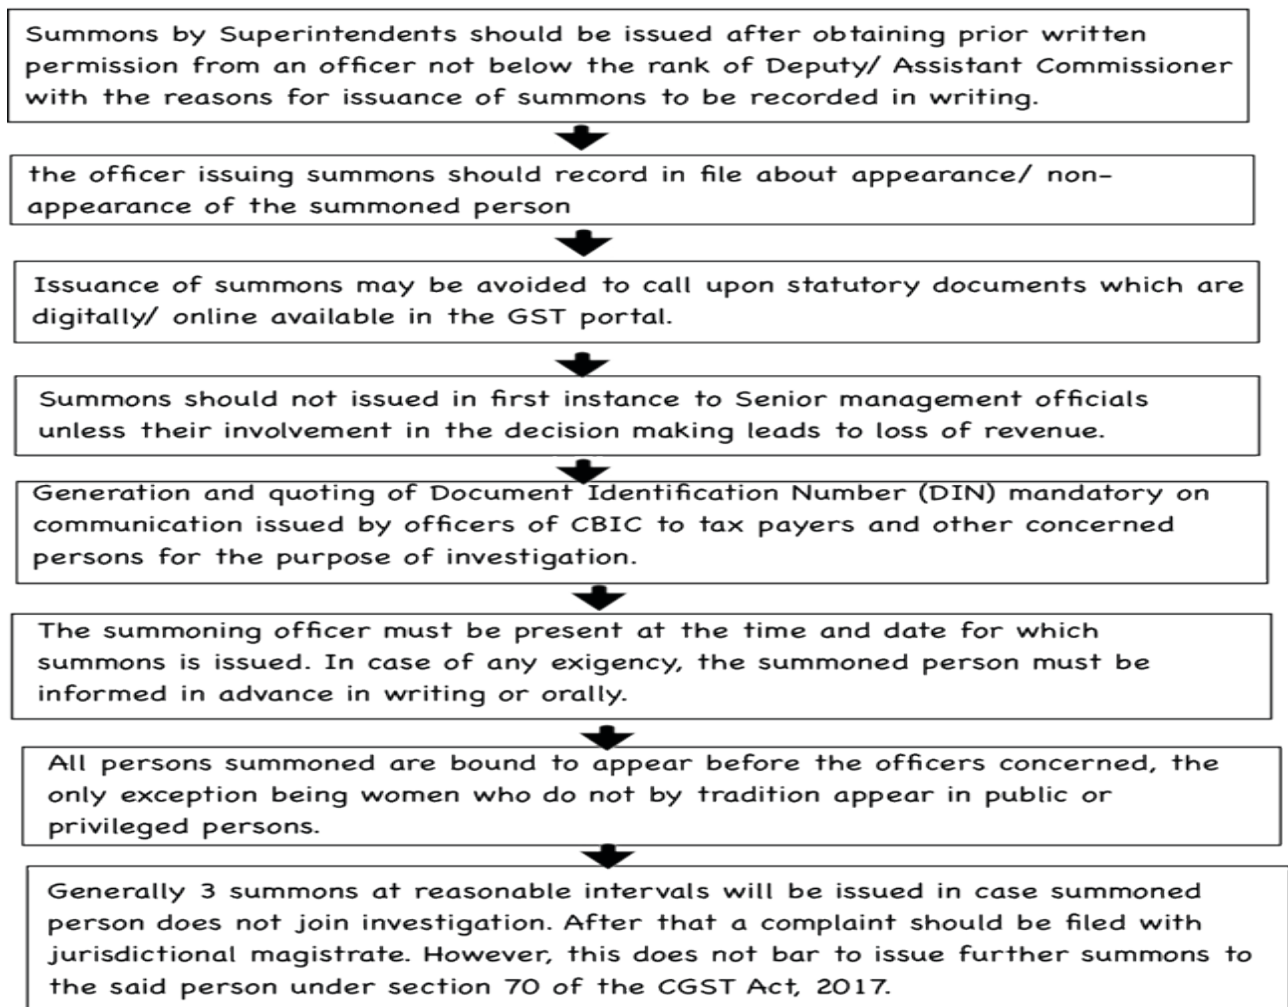 Summons by Superintendents should be issued after obtaining prior written
permission from an officer not below the rank of Deputy/ Assistant Commissioner
with the reasons for issuance of summons to be recorded in writing.
the officer issuing summons should record in file about appearance/ non-
appearance of the summoned person
Issuance of summons may be avoided to call upon statutory documents which are
digitally/ online available in the GST portal.
Summons should not issued in first instance to Senior management officials
unless their involvement in the decision making leads to loss of revenue.
Generation and quoting of Document Identification Number (DIN) mandatory on
communication issued by officers of CBIC to tax payers and other concerned
persons for the purpose of investigation.
The summoning officer must be present at the time and date for which
summons is issued. In case of any exigency, the summoned person must be
informed in advance in writing or orally.
All persons summoned are bound to appear before the officers concerned, the
only exception being women who do not by tradition appear in public or
privileged persons.
Generally 3 summons at reasonable intervals will be issued in case summoned
person does not join investigation. After that a complaint should be filed with
jurisdictional magistrate. However, this does not bar to issue further summons to
the said person under section 70 of the CGST Act, 2017.